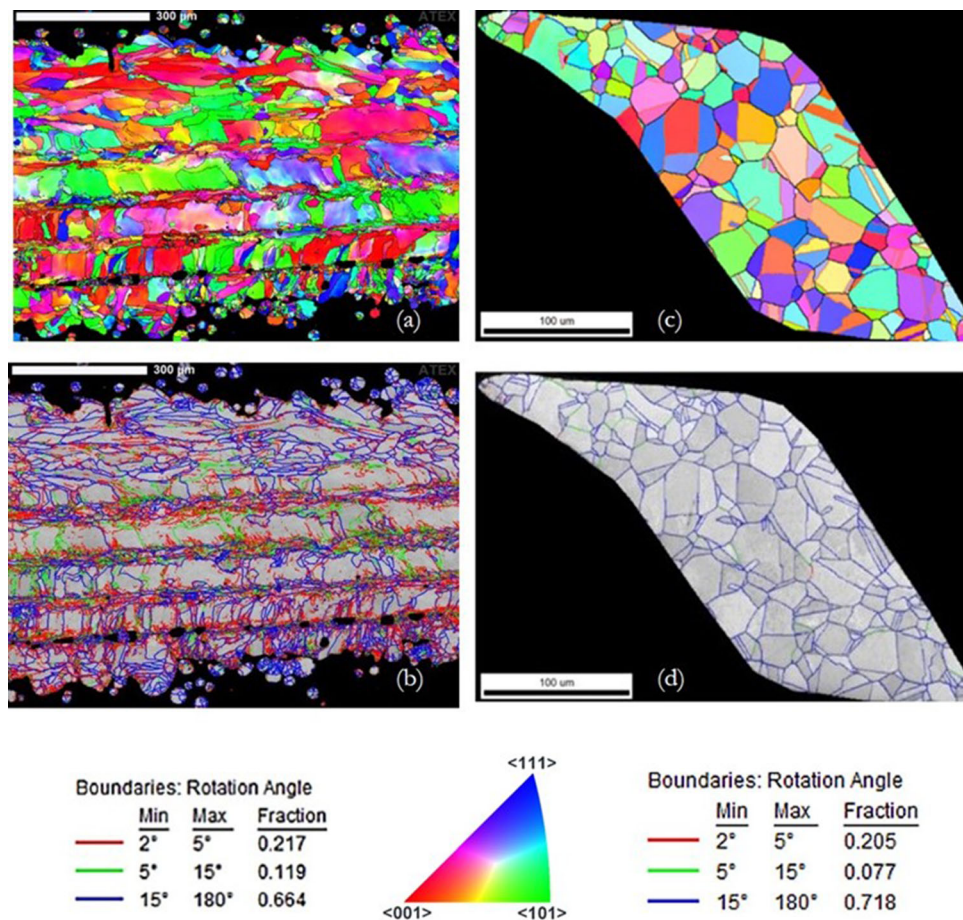 300 µm
ATEX
(a)
100 um
(c)
300 µm
ATEX
(b)
100 um
(d)
Boundaries: Rotation Angle
Min Max Fraction
2° 5° 0.217
5° 15° 0.119
15° 180° 0.664
<111>
<001>
<101>
Boundaries: Rotation Angle
Min Max Fraction
2° 5° 0.205
5° 15° 0.077
15° 180° 0.718